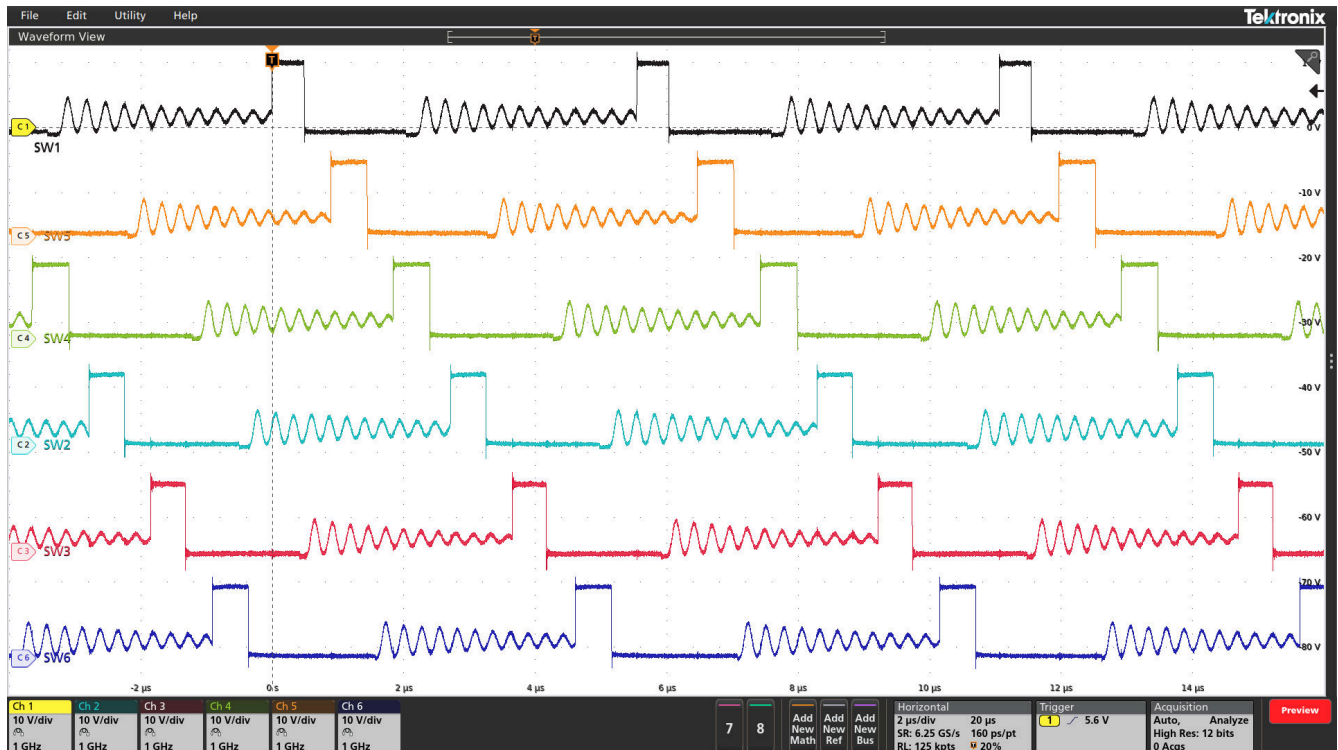 File Edit Utility Help
Tektronix
Waveform View
T
T
C 1
SW1
0 V
-10 V
C 5
SW5
-20 V
C 4
SW4
-30 V
-40 V
C 2
SW2
-50 V
C 3
SW3
-60 V
-70 V
C 6
SW6
-80 V
-2 µs 0 s 2 µs 4 µs 6 µs 8 µs 10 µs 12 µs 14 µs
Ch 1 Ch 2 Ch 3 Ch 4 Ch 5 Ch 6
10 V/div 10 V/div 10 V/div 10 V/div 10 V/div 10 V/div
1 GHz 1 GHz 1 GHz 1 GHz 1 GHz 1 GHz
7 8
Add New Math
Add New Ref
Add New Bus
Horizontal
2 µs/div 20 µs
SR: 6.25 GS/s 160 ps/pt
RL: 125 kpts T 20%
Trigger
1 5.6 V
Acquisition
Auto, Analyze
High Res: 12 bits
0 Acqs
Preview